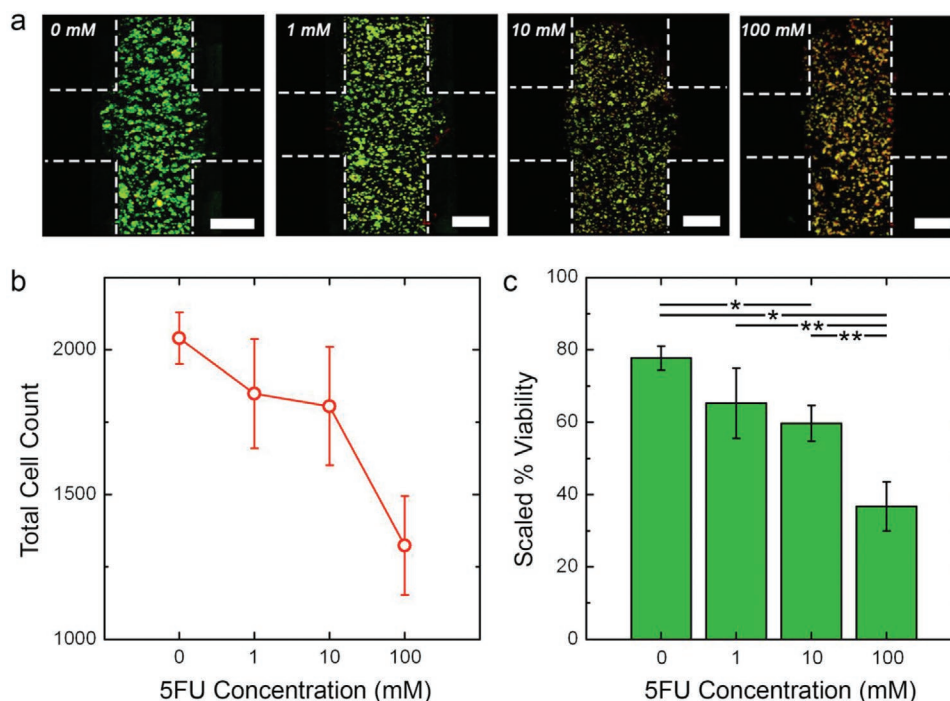 a
0 mM
1 mM
10 mM
100 mM
b
2000
1500
1000
Total Cell Count
0
1
10
100
5FU Concentration (mM)
c
100
80
60
40
20
0
Scaled % Viability
*
*
**
**
0
1
10
100
5FU Concentration (mM)